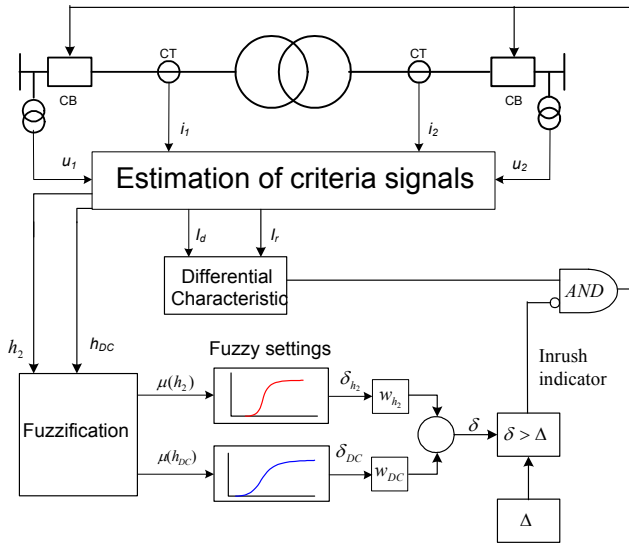 CT
CT
CB
CB
i1
i2
u1
u2
Estimation of criteria signals
Id
Ir
Differential
Characteristic
AND
h2
hDC
Inrush
indicator
Fuzzy settings
μ(h2)
δh2
wh2
Fuzzification
δ
δ > Δ
μ(hDC)
δDC
wDC
Δ